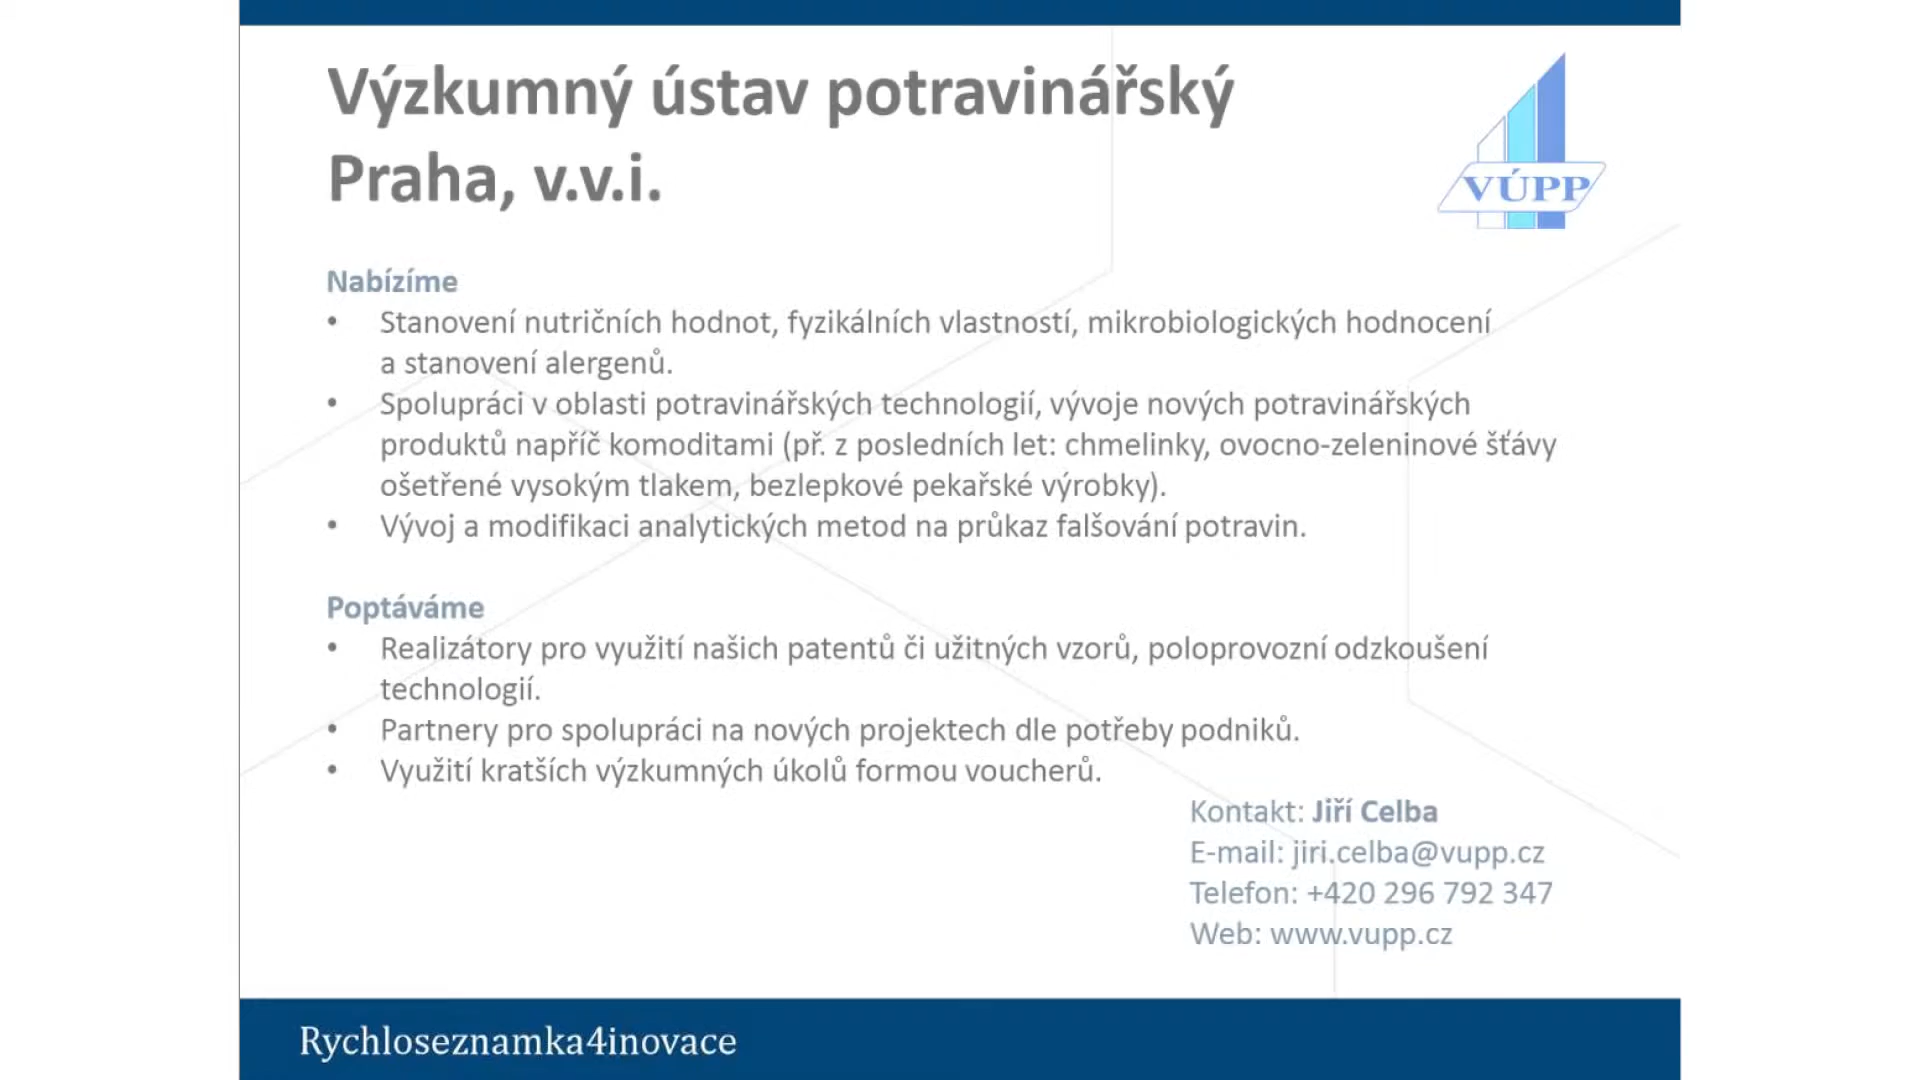 Výzkumný ústav potravinářský
Praha, v.v.i.
VÚPP
Nabízíme
• Stanovení nutričních hodnot, fyzikálních vlastností, mikrobiologických hodnocení
a stanovení alergenů.
• Spolupráci v oblasti potravinářských technologií, vývoje nových potravinářských
produktů napříč komoditami (př. z posledních let: chmelinky, ovocno-zeleninové šťávy
ošetřené vysokým tlakem, bezlepkové pekařské výrobky).
• Vývoj a modifikaci analytických metod na průkaz falšování potravin.
Poptáváme
• Realizátory pro využití našich patentů či užitných vzorů, poloprovozní odzkoušení
technologií.
• Partnery pro spolupráci na nových projektech dle potřeby podniků.
• Využití kratších výzkumných úkolů formou voucherů.
Kontakt: Jiří Celba
E-mail: jiri.celba@vupp.cz
Telefon: +420 296 792 347
Web: www.vupp.cz
Rychloseznamka4inovace